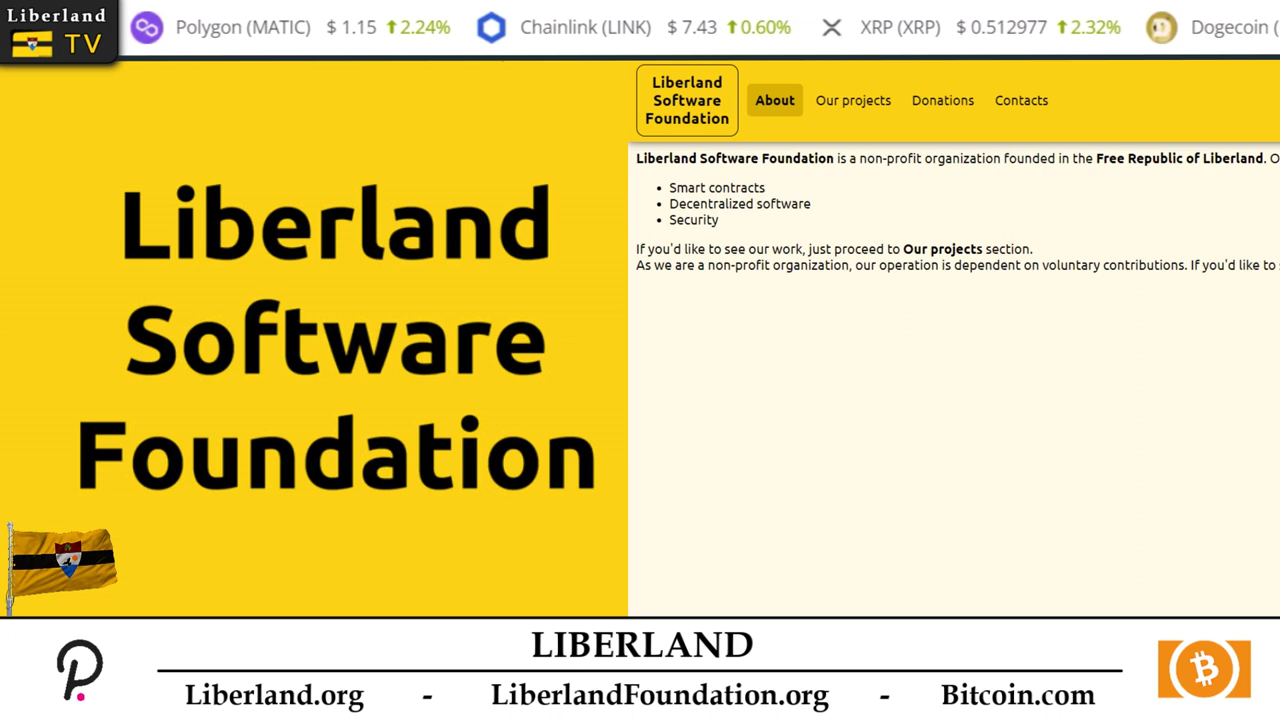 Liberland
TV
Polygon (MATIC) $ 1.15 2.24% Chainlink (LINK) $ 7.43 0.60% XRP (XRP) $ 0.512977 2.32% Dogecoin (
Liberland
Software
Foundation
Liberland
Software
Foundation
About Our projects Donations Contacts
Liberland Software Foundation is a non-profit organization founded in the Free Republic of Liberland. O
• Smart contracts
• Decentralized software
• Security
If you'd like to see our work, just proceed to Our projects section.
As we are a non-profit organization, our operation is dependent on voluntary contributions. If you'd like to
LIBERLAND
Liberland.org - LiberlandFoundation.org - Bitcoin.com